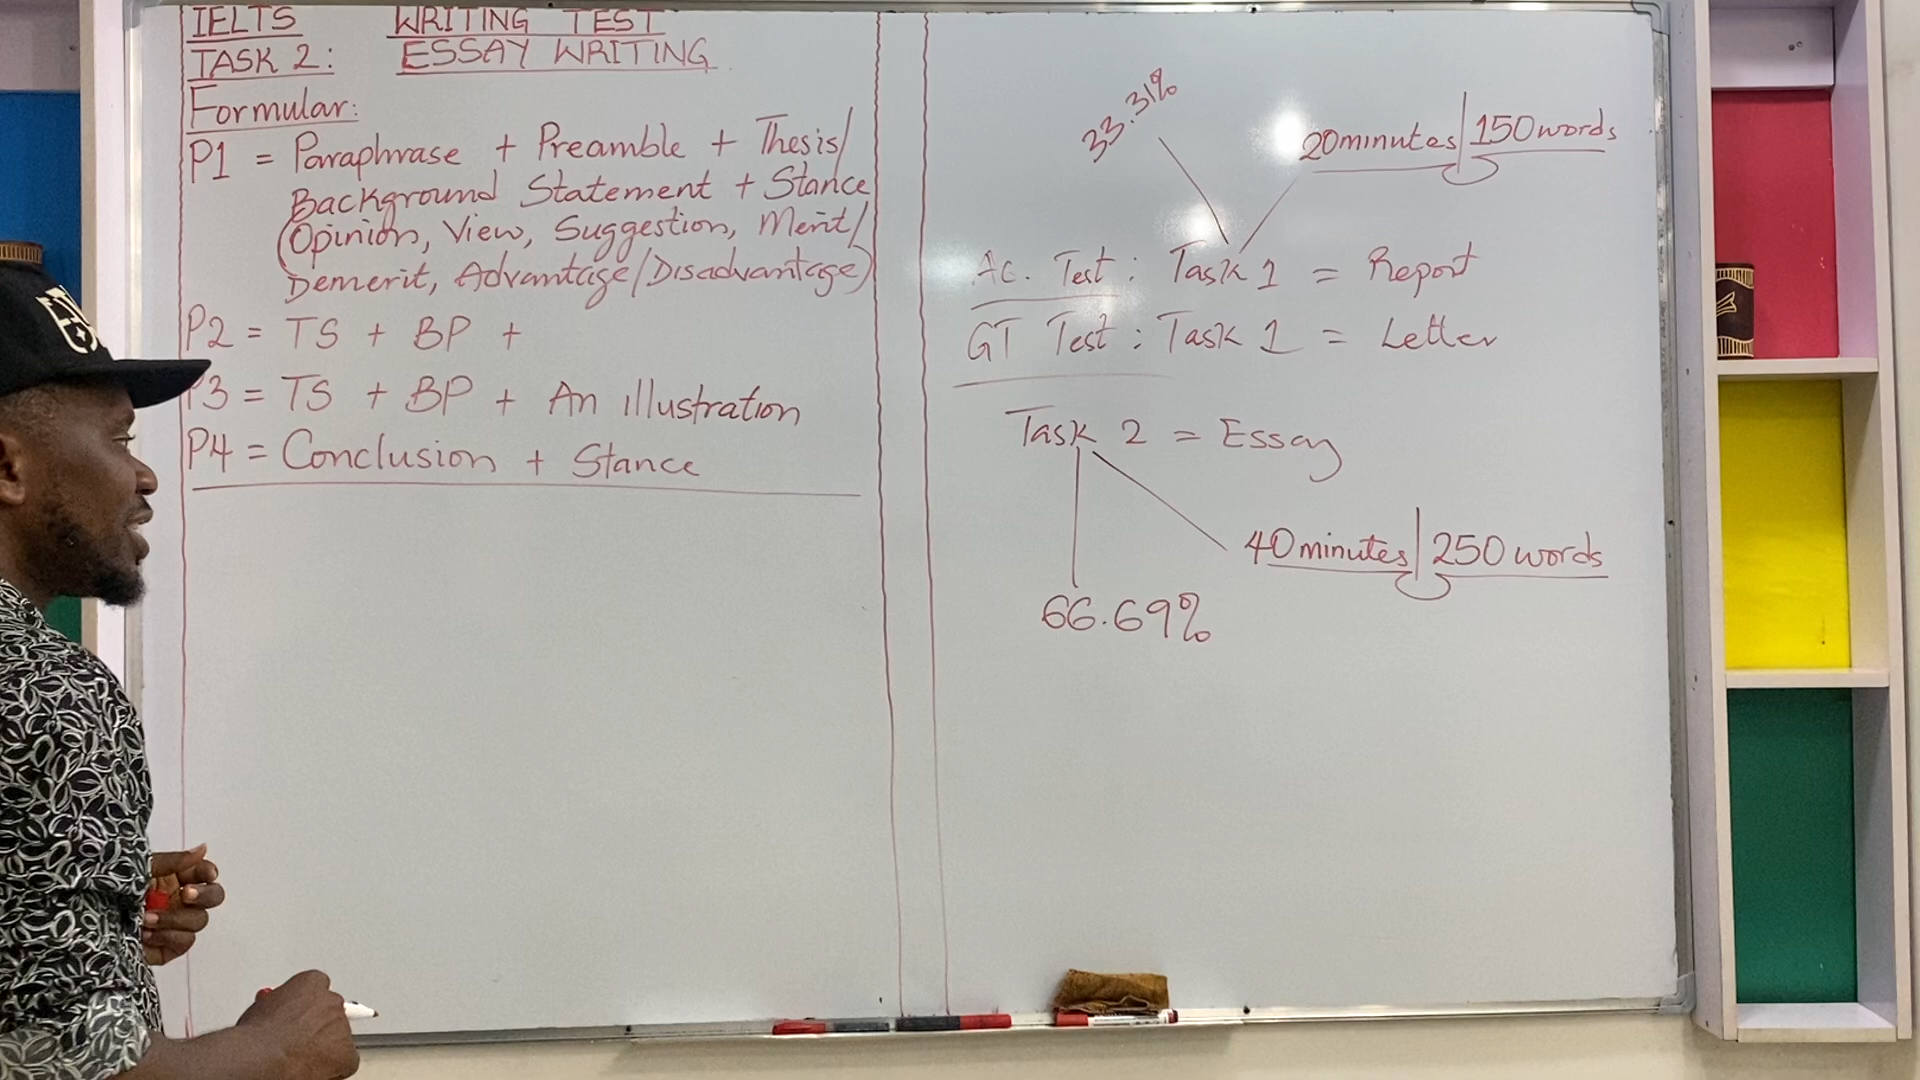 IELTS WRITING TEST
TASK 2: ESSAY WRITING
Formular:
P1 = Paraphrase + Preamble + Thesis/
Background Statement + Stance
(Opinion, View, Suggestion, Merit/
Demerit, Advantage/Disadvantage)
P2 = TS + BP +
P3 = TS + BP + An illustration
P4 = Conclusion + Stance
33.31%
20minutes | 150words
Ac. Test : Task 1 = Report
GT Test : Task 1 = Letter
Task 2 = Essay
40minutes | 250 words
66.69%